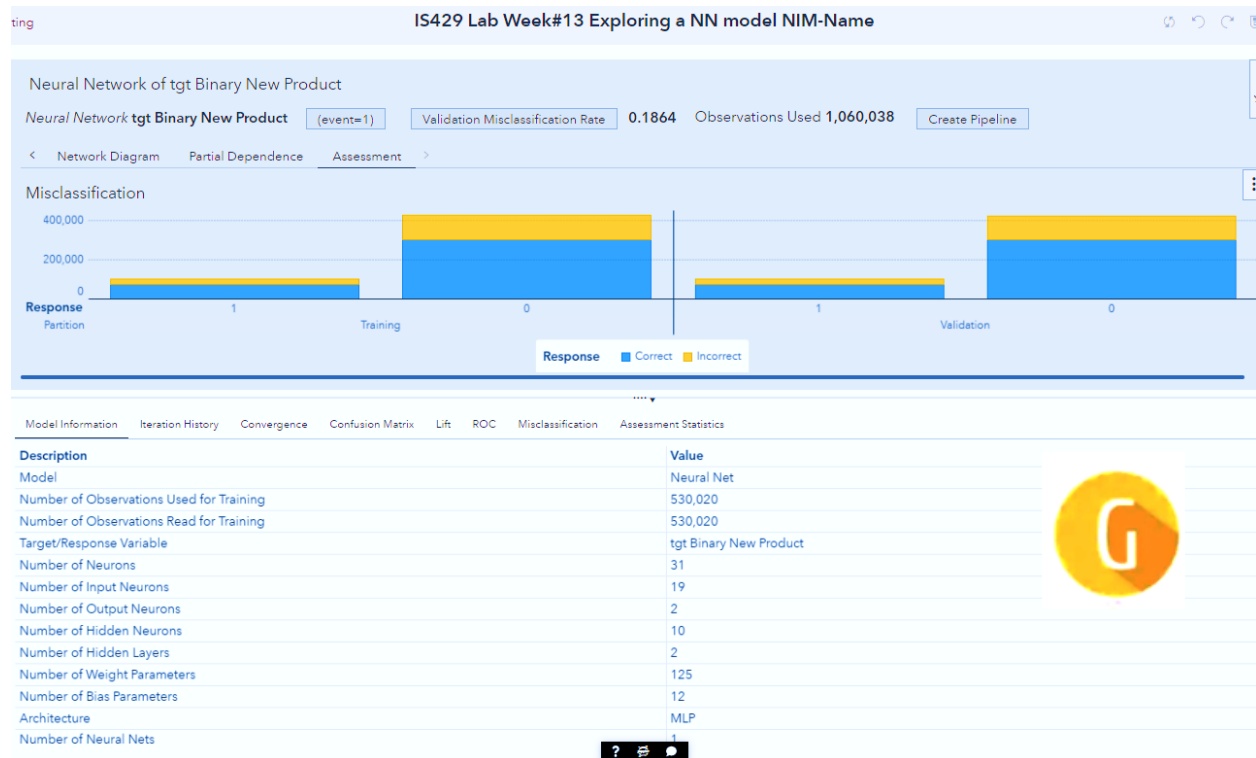 ting
IS429 Lab Week#13 Exploring a NN model NIM-Name
Neural Network of tgt Binary New Product
Neural Network tgt Binary New Product (event=1) Validation Misclassification Rate 0.1864 Observations Used 1,060,038 Create Pipeline
< Network Diagram Partial Dependence Assessment >
Misclassification
400,000
200,000
0
Response 1 0 1 0
Partition Training Validation
Response Correct Incorrect
Model Information Iteration History Convergence Confusion Matrix Lift ROC Misclassification Assessment Statistics
Description Value
Model Neural Net
Number of Observations Used for Training 530,020
Number of Observations Read for Training 530,020
Target/Response Variable tgt Binary New Product
Number of Neurons 31
Number of Input Neurons 19
Number of Output Neurons 2
Number of Hidden Neurons 10
Number of Hidden Layers 2
Number of Weight Parameters 125
Number of Bias Parameters 12
Architecture MLP
Number of Neural Nets 1
G
?